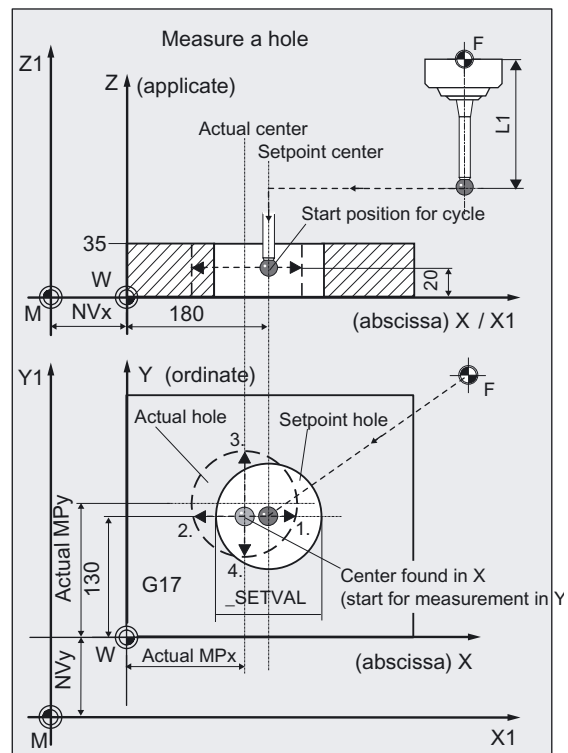 Measure a hole
Z1
Z (applicate)
F
Actual center
Setpoint center
L1
Start position for cycle
35
W
20
M
NVx
180
(abscissa) X / X1
Y1
Y (ordinate)
F
Actual hole
Setpoint hole
3.
2.
1.
Actual MPy
130
4.
Center found in X
(start for measurement in Y
G17
_SETVAL
W
Actual MPx
(abscissa) X
NVy
M
X1